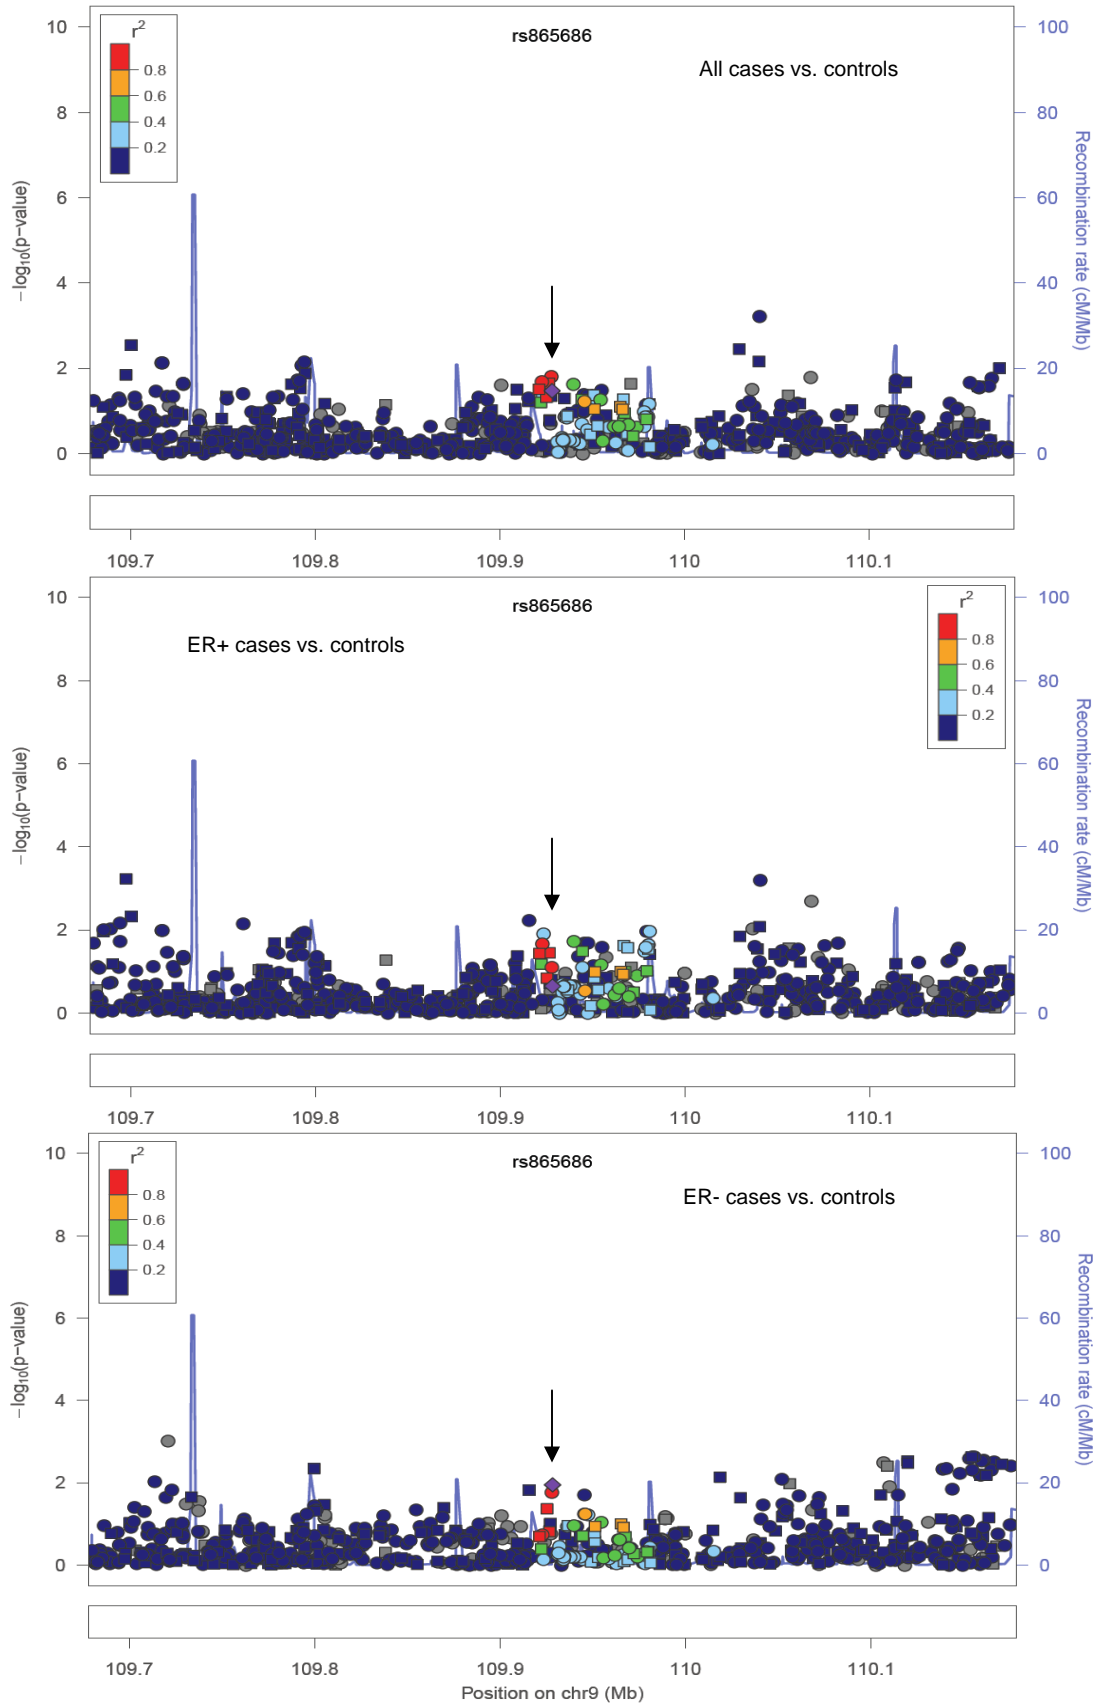 rs865686
All cases vs. controls
r2
0.8
0.6
0.4
0.2
10
8
6
4
2
0
−log10(p−value)
100
80
60
40
20
0
Recombination rate (cM/Mb)
109.7 109.8 109.9 110 110.1
rs865686
ER+ cases vs. controls
r2
0.8
0.6
0.4
0.2
10
8
6
4
2
0
−log10(p−value)
100
80
60
40
20
0
Recombination rate (cM/Mb)
109.7 109.8 109.9 110 110.1
rs865686
ER- cases vs. controls
r2
0.8
0.6
0.4
0.2
10
8
6
4
2
0
−log10(p−value)
100
80
60
40
20
0
Recombination rate (cM/Mb)
109.7 109.8 109.9 110 110.1
Position on chr9 (Mb)